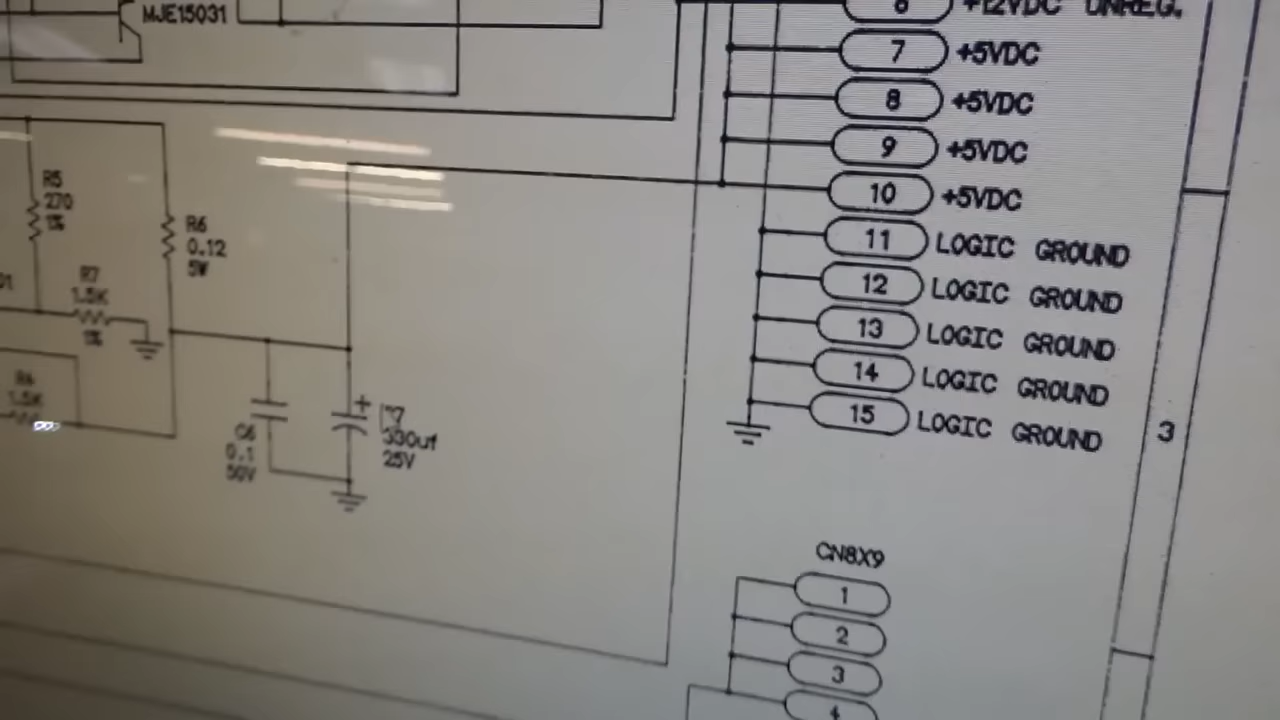 MJE15031
6 +12VDC UNREG.
7 +5VDC
8 +5VDC
9 +5VDC
10 +5VDC
11 LOGIC GROUND
12 LOGIC GROUND
13 LOGIC GROUND
14 LOGIC GROUND
15 LOGIC GROUND
R5
270
1%
R6
0.12
5W
R7
1.5K
1%
1.5K
C6
0.1
50V
+
330uf
25V
3
CN8X9
1
2
3
4